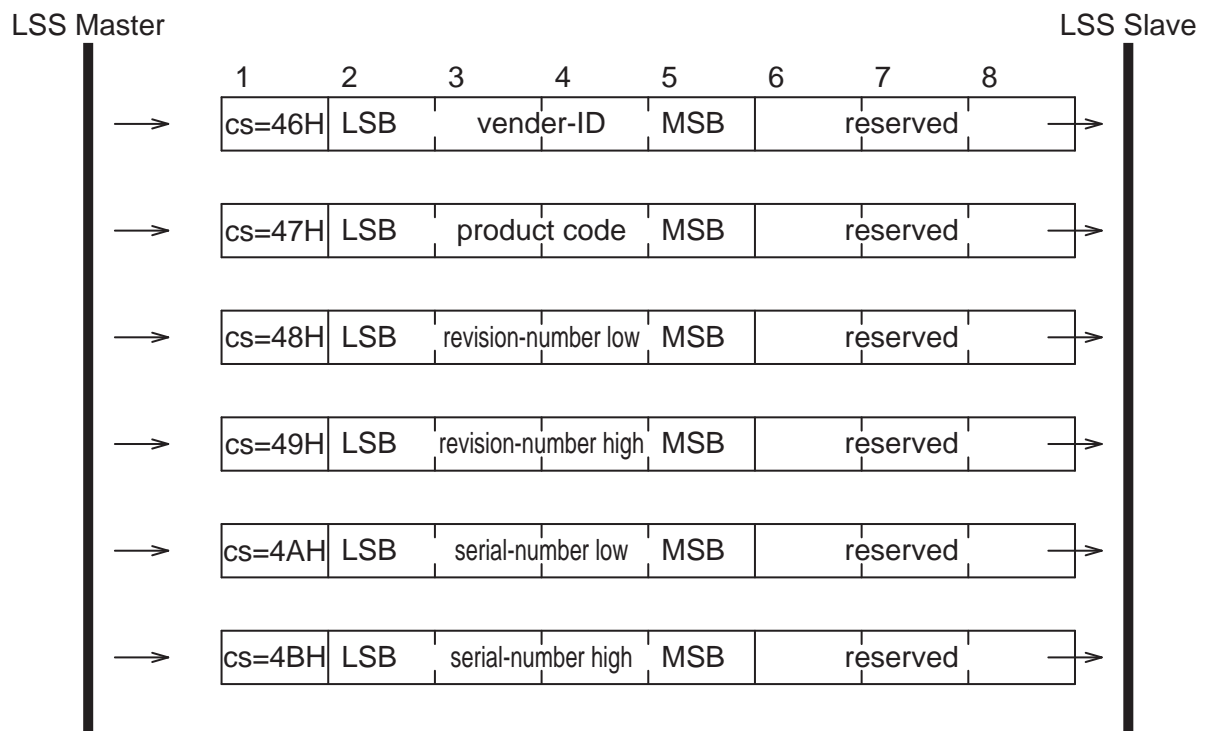 LSS Master LSS Slave
1 2 3 4 5 6 7 8
cs=46H LSB vender-ID MSB reserved
cs=47H LSB product code MSB reserved
cs=48H LSB revision-number low MSB reserved
cs=49H LSB revision-number high MSB reserved
cs=4AH LSB serial-number low MSB reserved
cs=4BH LSB serial-number high MSB reserved